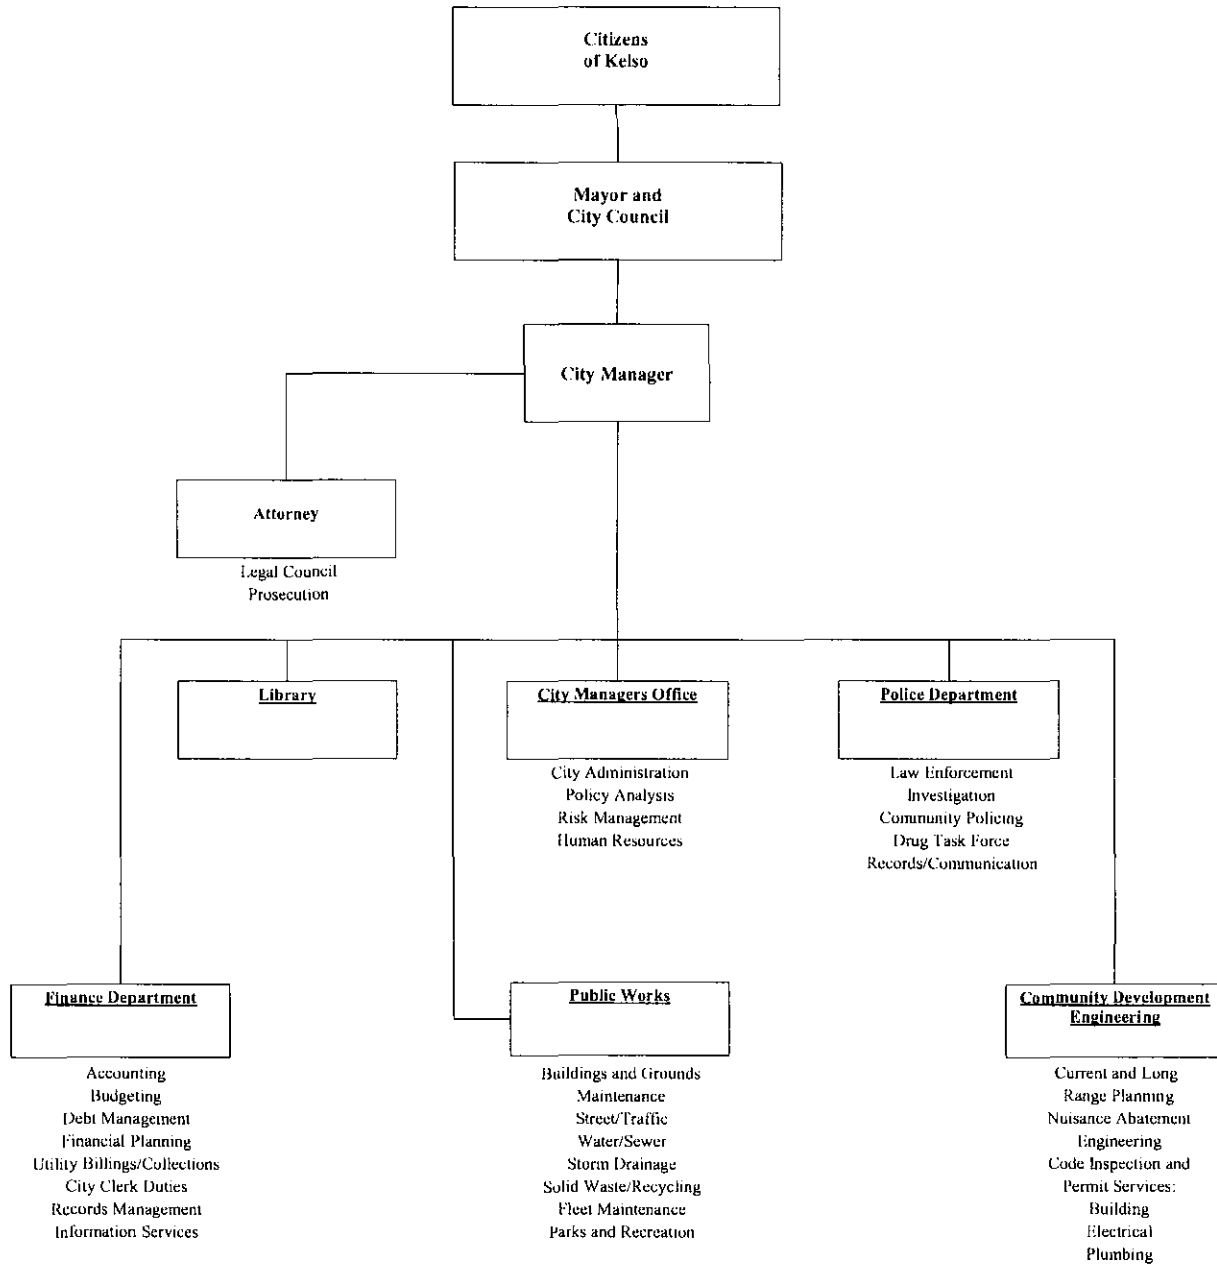 Citizens
of Kelso
Mayor and
City Council
City Manager
Attorney
Legal Council
Prosecution
Library
City Managers Office
City Administration
Policy Analysis
Risk Management
Human Resources
Police Department
Law Enforcement
Investigation
Community Policing
Drug Task Force
Records/Communication
Finance Department
Accounting
Budgeting
Debt Management
Financial Planning
Utility Billings/Collections
City Clerk Duties
Records Management
Information Services
Public Works
Buildings and Grounds
Maintenance
Street/Traffic
Water/Sewer
Storm Drainage
Solid Waste/Recycling
Fleet Maintenance
Parks and Recreation
Community Development
Engineering
Current and Long
Range Planning
Nuisance Abatement
Engineering
Code Inspection and
Permit Services:
Building
Electrical
Plumbing